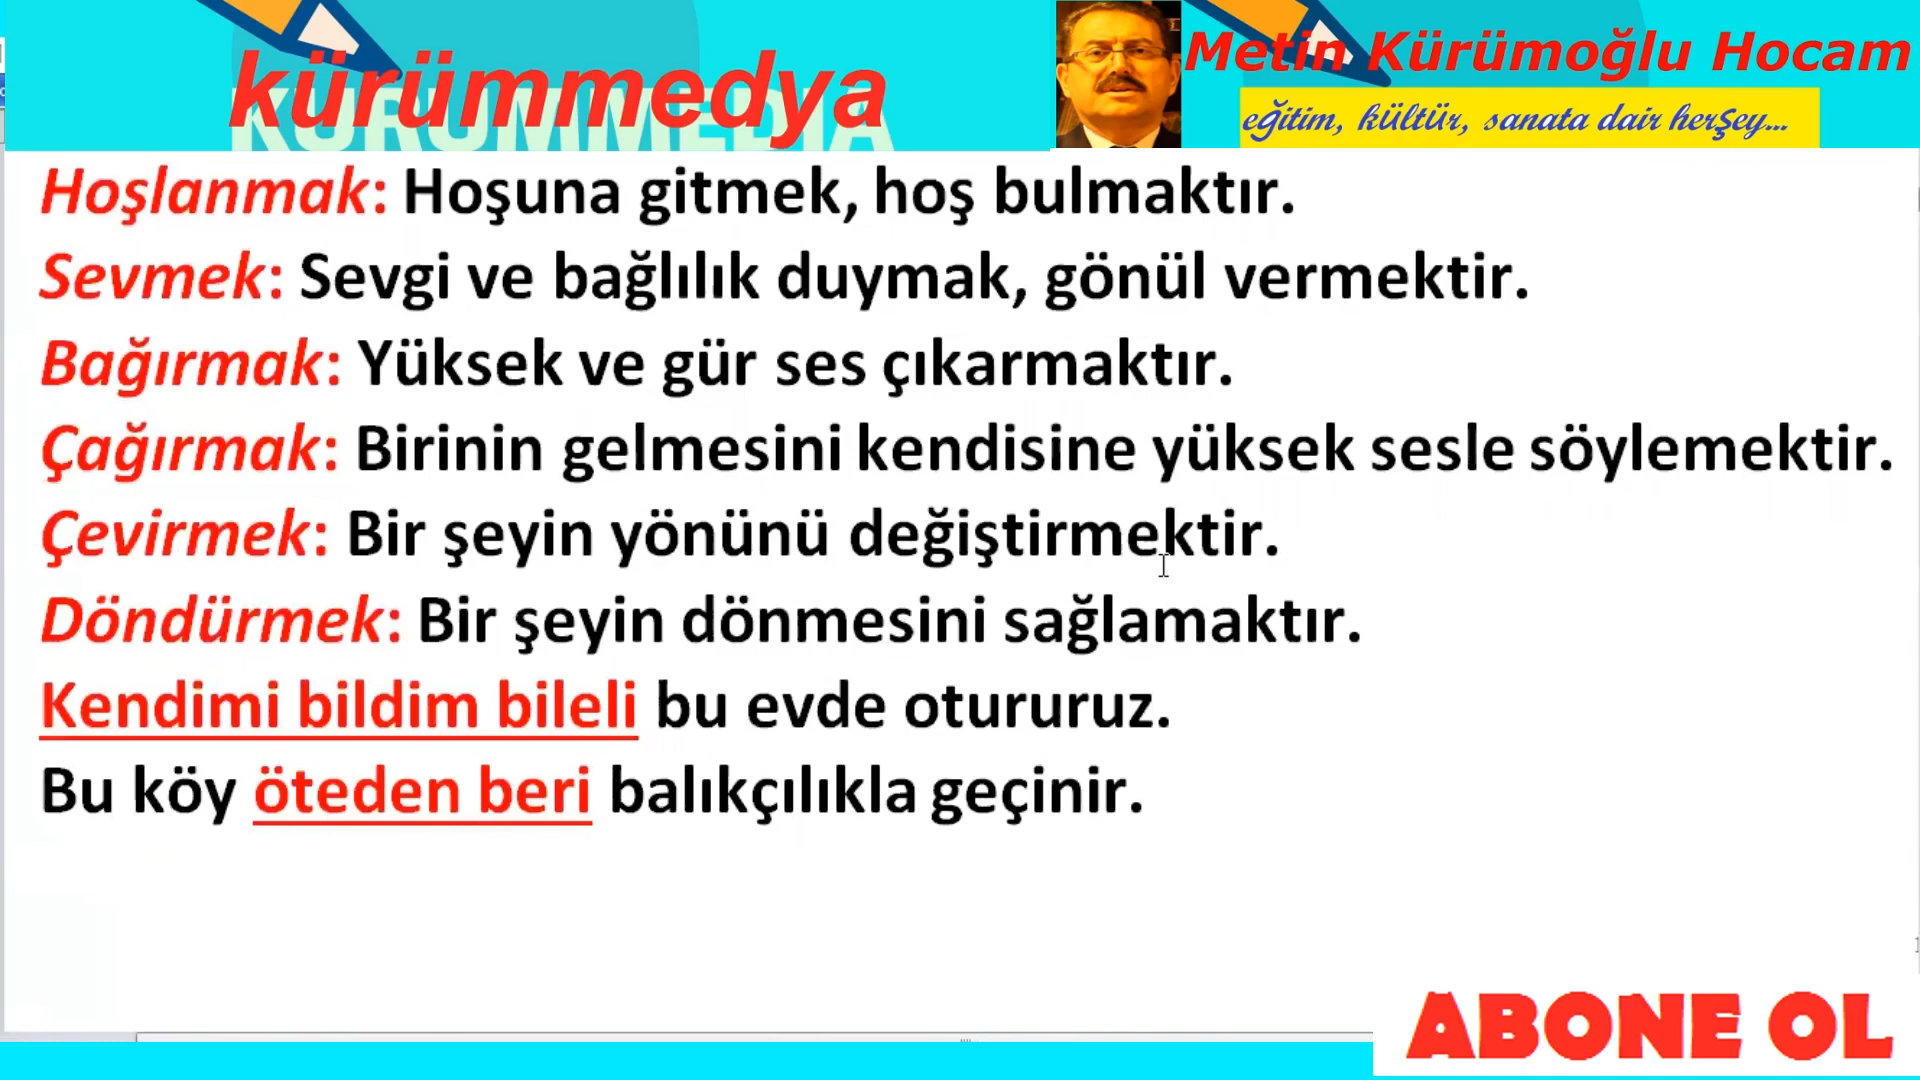 kürümmedya
KÜRÜMMEDIA
Metin Kürümoğlu Hocam
eğitim, kültür, sanata dair herşey...
Hoşlanmak: Hoşuna gitmek, hoş bulmaktır.
Sevmek: Sevgi ve bağlılık duymak, gönül vermektir.
Bağırmak: Yüksek ve gür ses çıkarmaktır.
Çağırmak: Birinin gelmesini kendisine yüksek sesle söylemektir.
Çevirmek: Bir şeyin yönünü değiştirmektir.
Döndürmek: Bir şeyin dönmesini sağlamaktır.
Kendimi bildim bileli bu evde otururuz.
Bu köy öteden beri balıkçılıkla geçinir.
ABONE OL